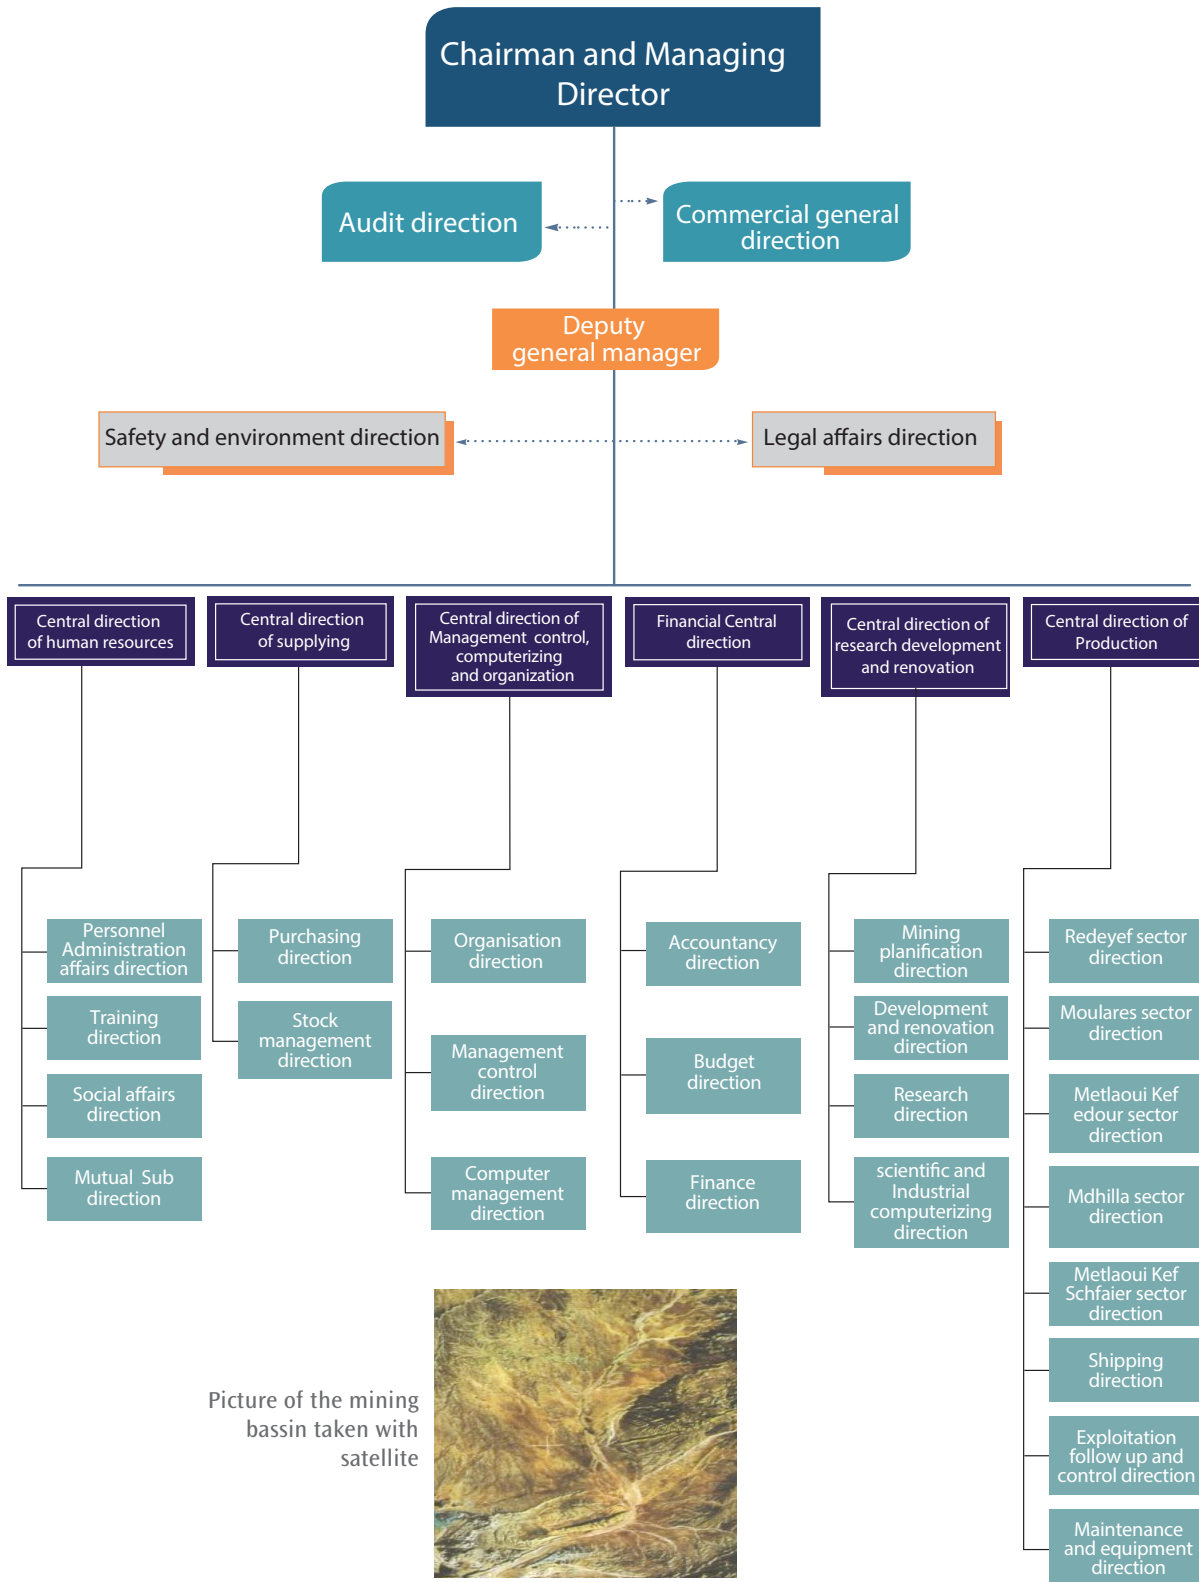 Chairman and Managing
Director
Audit direction
Commercial general
direction
Deputy
general manager
Safety and environment direction
Legal affairs direction
Central direction
of human resources
Central direction
of supplying
Central direction of
Management control,
computerizing
and organization
Financial Central
direction
Central direction of
research development
and renovation
Central direction of
Production
Personnel
Administration
affairs direction
Training
direction
Social affairs
direction
Mutual Sub
direction
Purchasing
direction
Stock
management
direction
Organisation
direction
Management
control
direction
Computer
management
direction
Accountancy
direction
Budget
direction
Finance
direction
Mining
planification
direction
Development
and renovation
direction
Research
direction
scientific and
Industrial
computerizing
direction
Redeyef sector
direction
Moulares sector
direction
Metlaoui Kef
edour sector
direction
Mdhilla sector
direction
Metlaoui Kef
Schfaier sector
direction
Shipping
direction
Exploitation
follow up and
control direction
Maintenance
and equipment
direction
Picture of the mining
bassin taken with
satellite